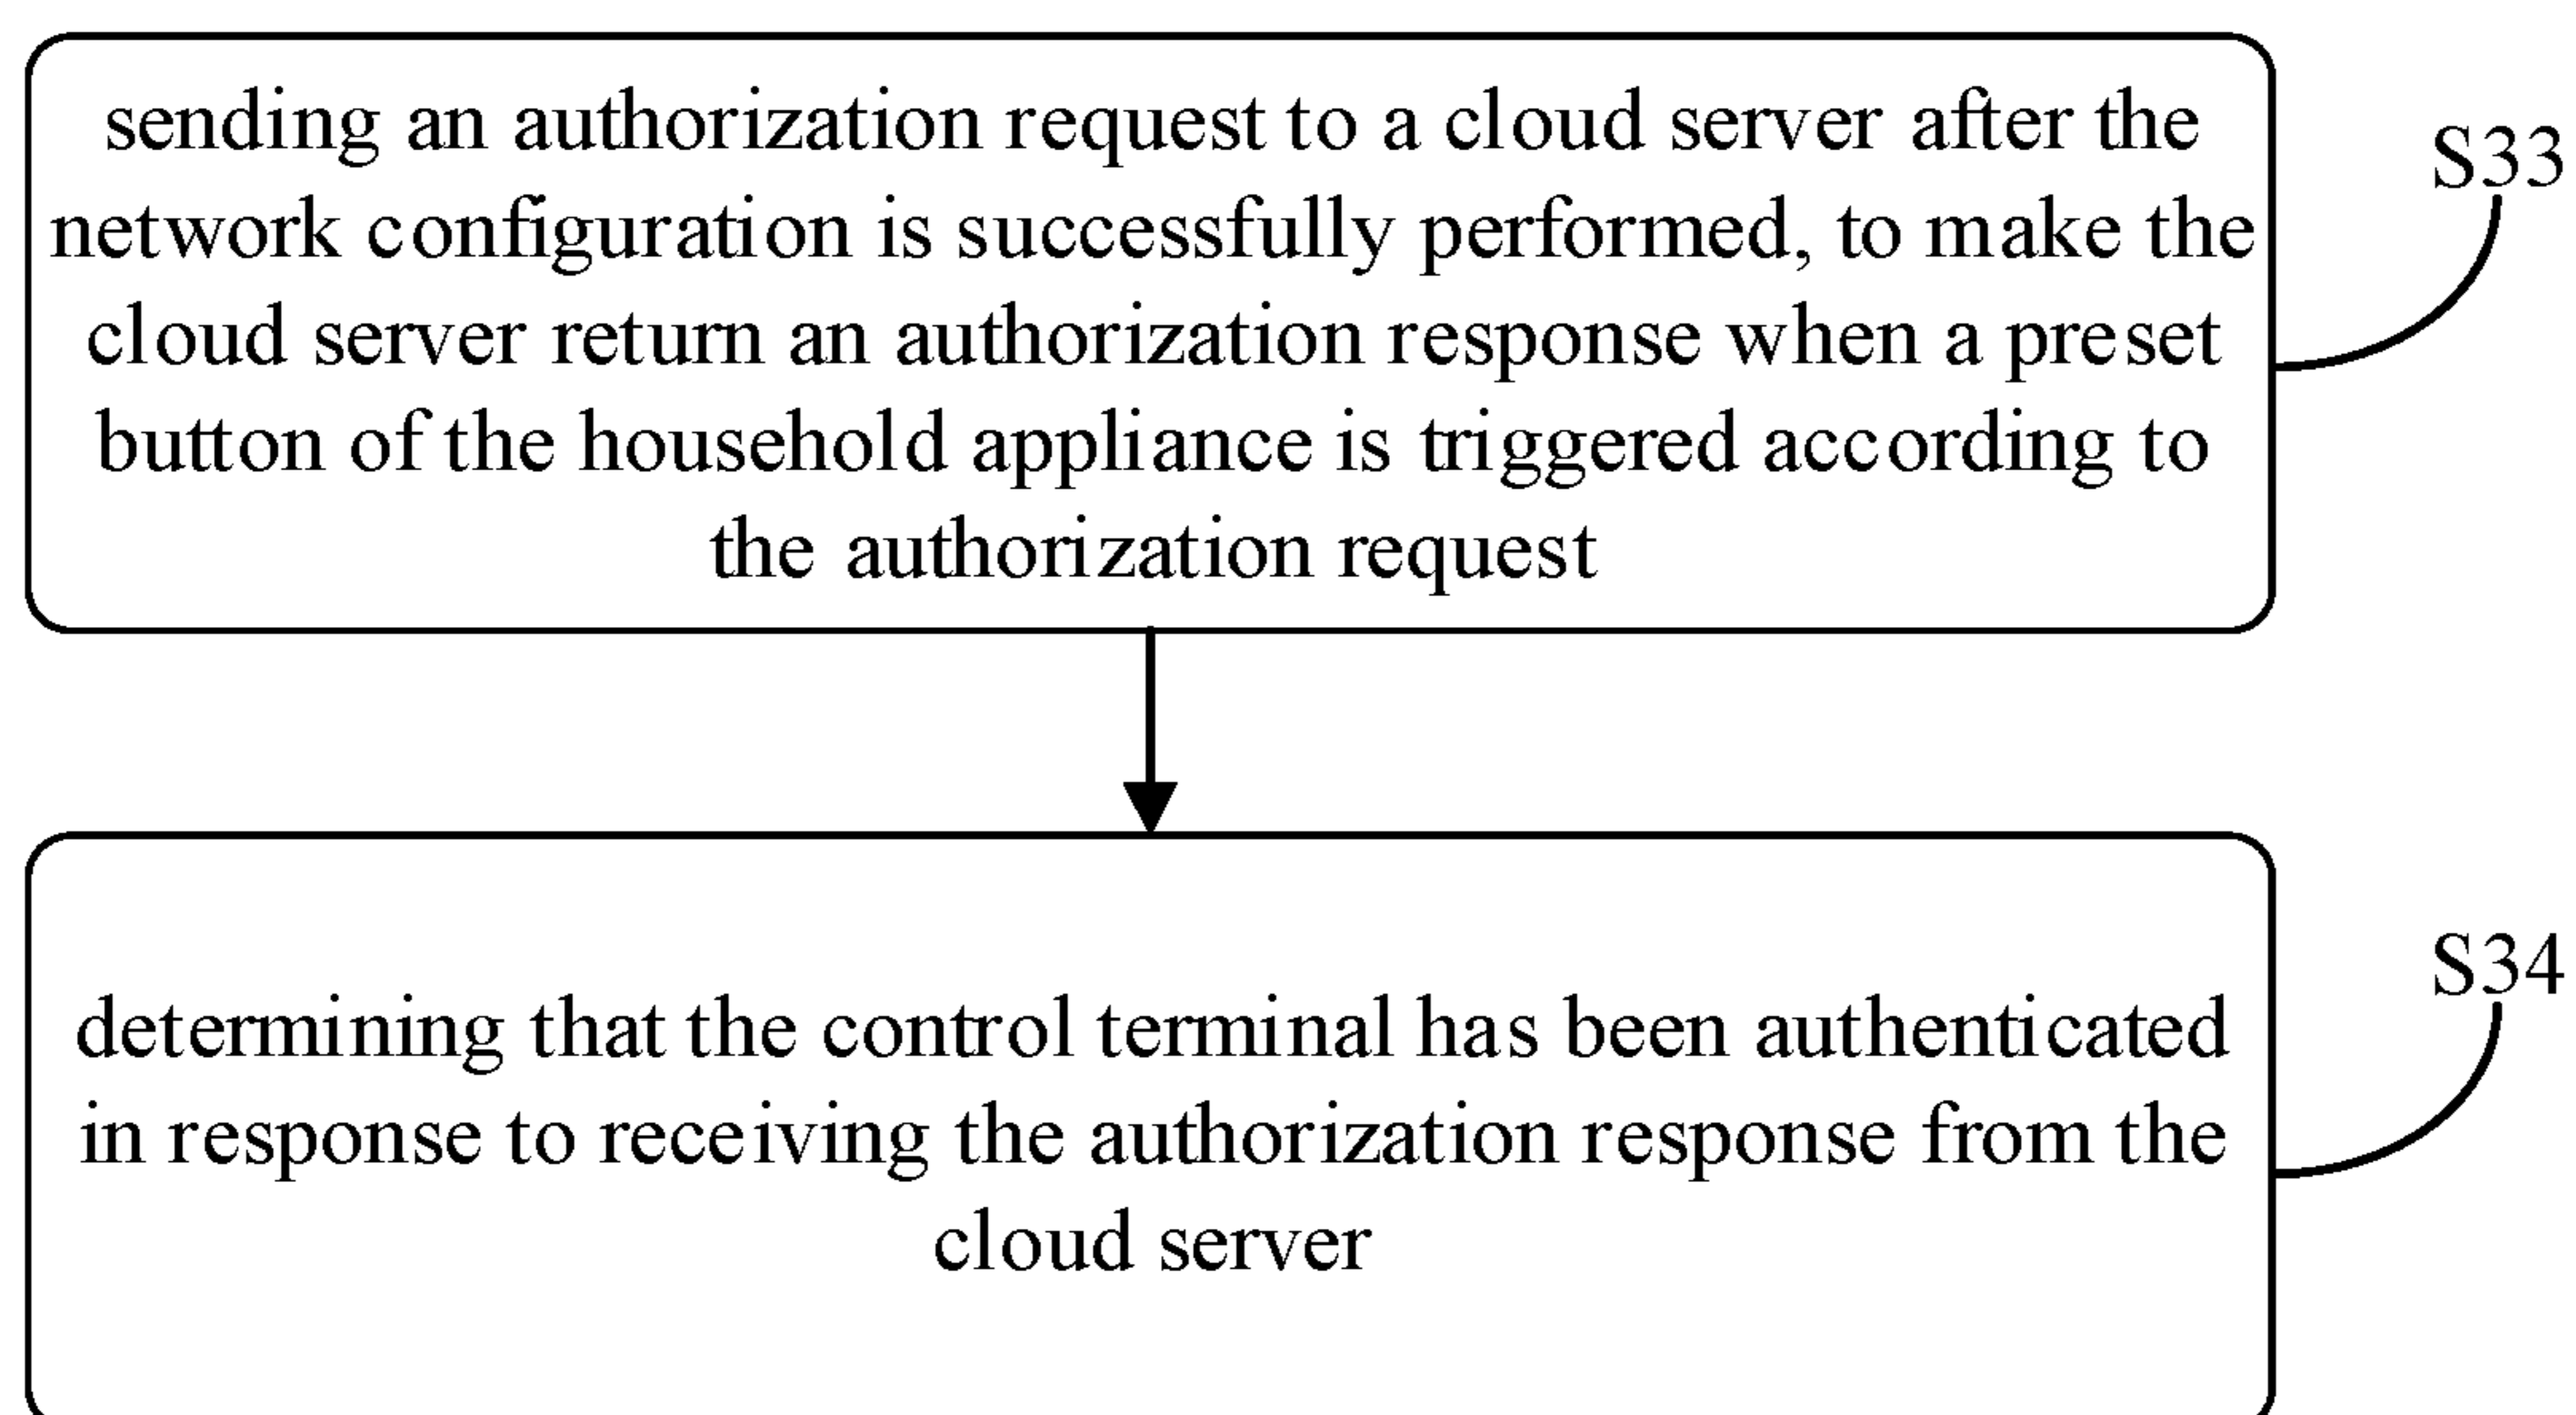 sending an authorization request to a cloud server after the
network configuration is successfully performed, to make the
cloud server return an authorization response when a preset
button of the household appliance is triggered according to
the authorization request
S33
determining that the control terminal has been authenticated
in response to receiving the authorization response from the
cloud server
S34